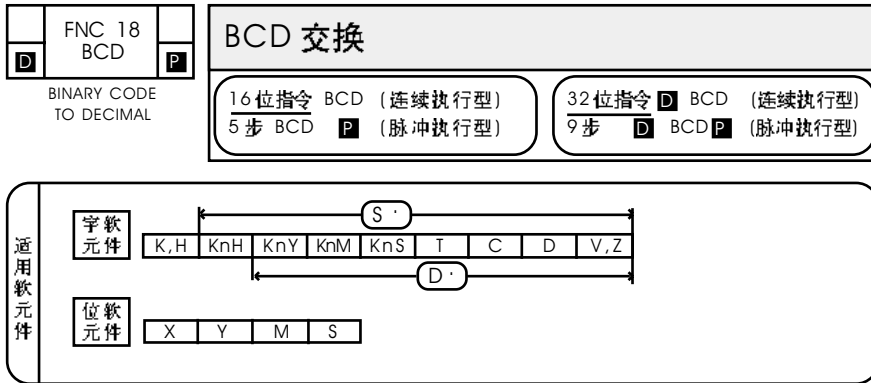 FNC 18
BCD
D
P
BINARY CODE
TO DECIMAL
BCD 交换
16位指令 BCD (连续执行型)
5步 BCD P (脉冲执行型)
32位指令 D BCD (连续执行型)
9步 D BCD P (脉冲执行型)
适用软元件
字软
元件
S·
K,H KnH KnY KnM KnS T C D V,Z
D·
位软
元件
X Y M S